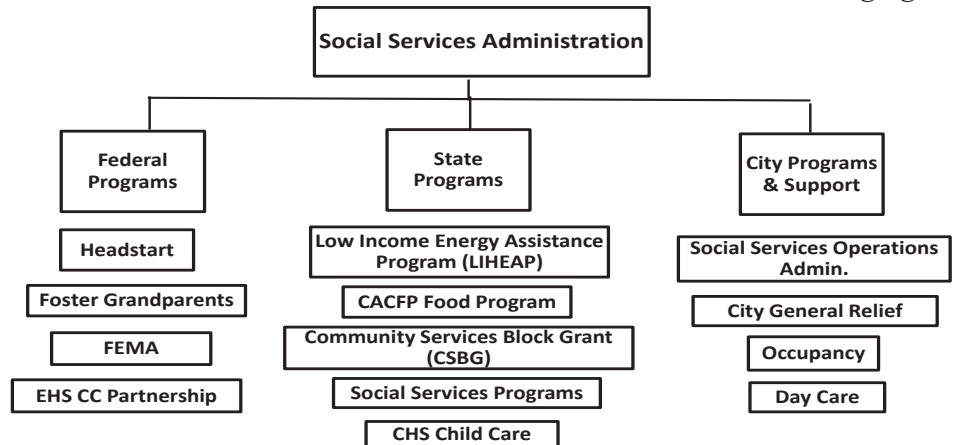 Social Services Administration
Federal
Programs
Headstart
Foster Grandparents
FEMA
EHS CC Partnership
State
Programs
Low Income Energy Assistance
Program (LIHEAP)
CACFP Food Program
Community Services Block Grant
(CSBG)
Social Services Programs
CHS Child Care
City Programs
& Support
Social Services Operations
Admin.
City General Relief
Occupancy
Day Care